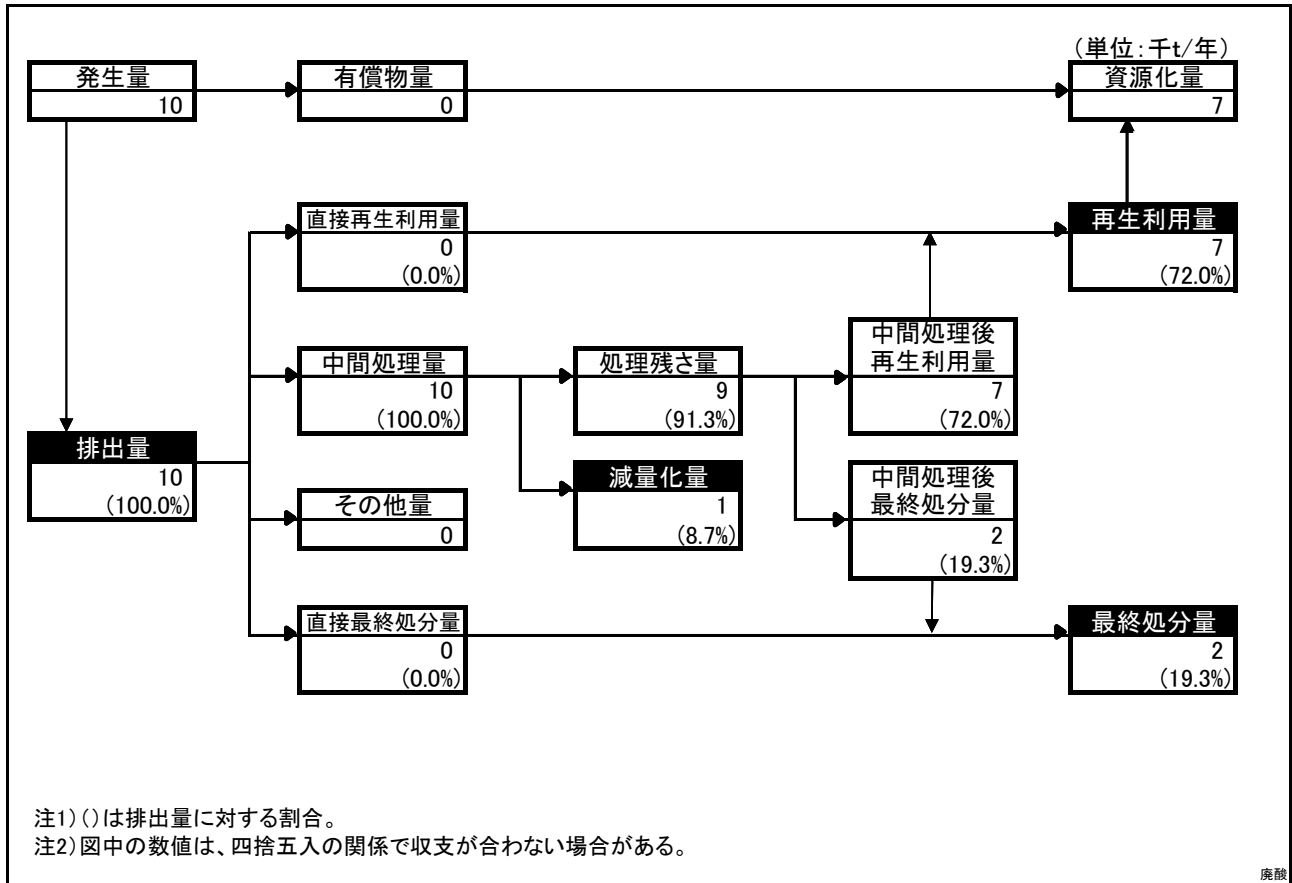 (単位:千t/年)
発生量
10
有償物量
0
資源化量
7
直接再生利用量
0
(0.0%)
再生利用量
7
(72.0%)
中間処理量
10
(100.0%)
処理残さ量
9
(91.3%)
中間処理後
再生利用量
7
(72.0%)
排出量
10
(100.0%)
減量化量
1
(8.7%)
中間処理後
最終処分量
2
(19.3%)
その他量
0
直接最終処分量
0
(0.0%)
最終処分量
2
(19.3%)
注1)()は排出量に対する割合。
注2)図中の数値は、四捨五入の関係で収支が合わない場合がある。
廃酸